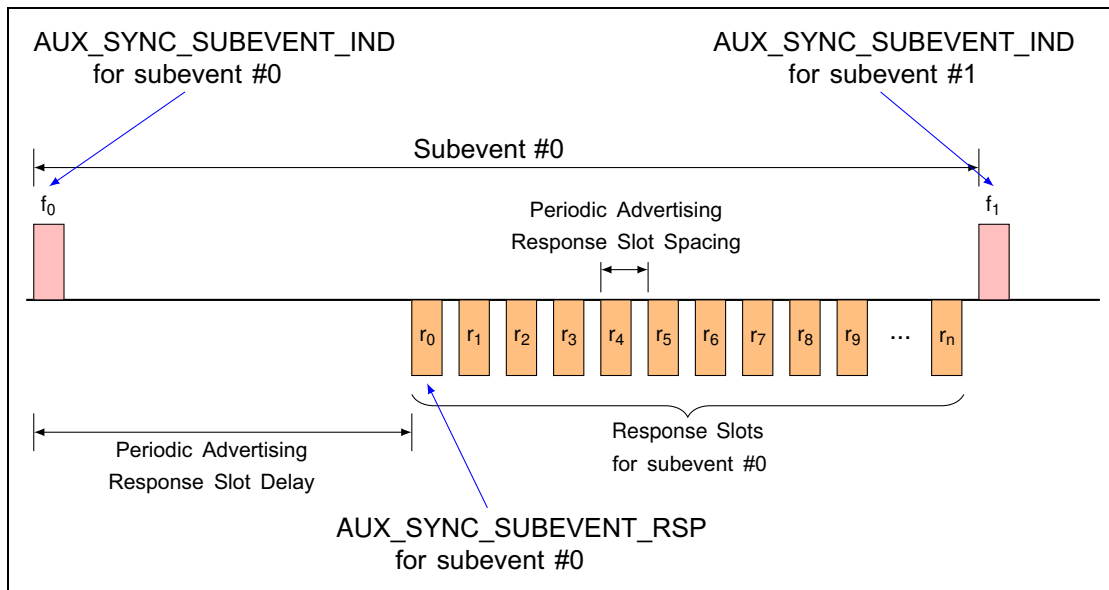 AUX_SYNC_SUBEVENT_IND
for subevent #0
AUX_SYNC_SUBEVENT_IND
for subevent #1
Subevent #0
f0
f1
Periodic Advertising
Response Slot Spacing
r0 r1 r2 r3 r4 r5 r6 r7 r8 r9 ... rn
Periodic Advertising
Response Slot Delay
Response Slots
for subevent #0
AUX_SYNC_SUBEVENT_RSP
for subevent #0